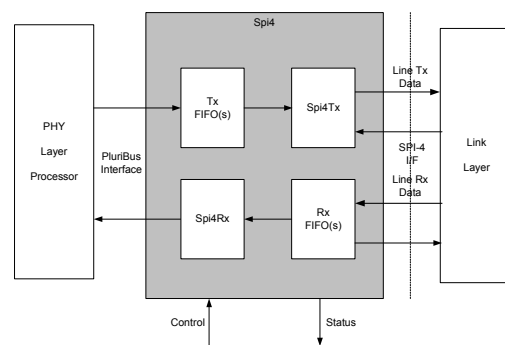 Spi4
PHY
Layer
Processor
PluriBus
Interface
Tx
FIFO(s)
Spi4Tx
Line Tx
Data
SPI-4
I/F
Line Rx
Data
Link
Layer
Spi4Rx
Rx
FIFO(s)
Control
Status